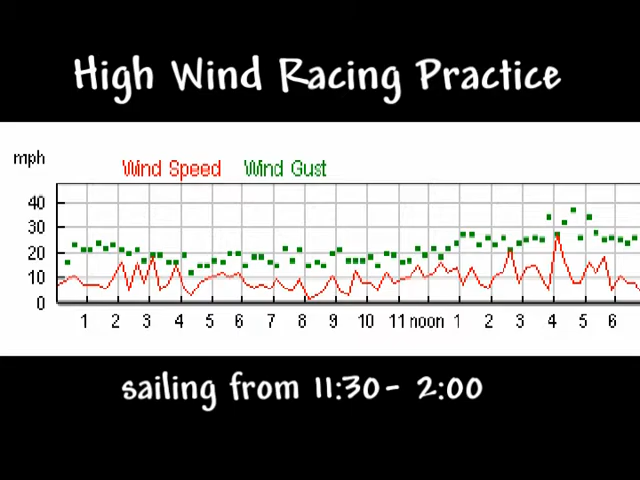 High Wind Racing Practice
mph
Wind Speed Wind Gust
40
30
20
10
0
1 2 3 4 5 6 7 8 9 10 11 noon 1 2 3 4 5 6
sailing from 11:30 - 2:00